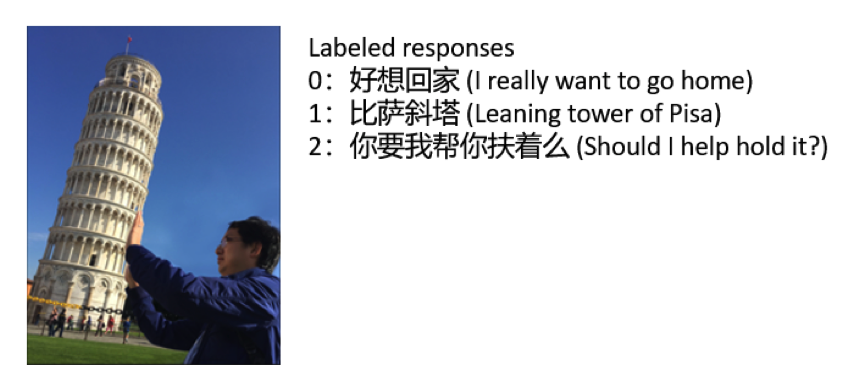 Labeled responses
0：好想回家 (I really want to go home)
1：比萨斜塔 (Leaning tower of Pisa)
2：你要我帮你扶着么 (Should I help hold it?)